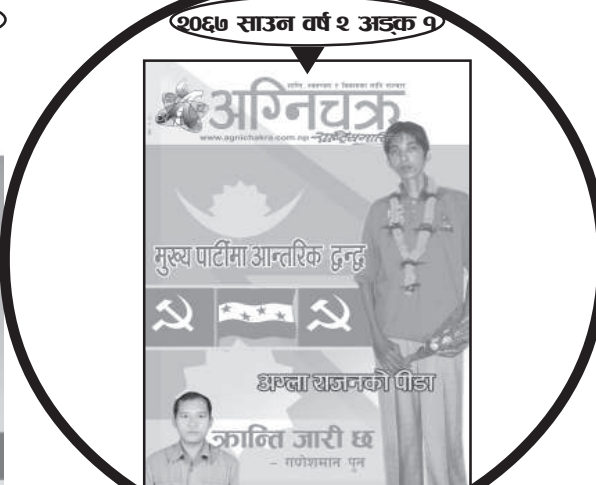 २०६७ साउन वर्ष २ अङ्क १
अग्निचक्र
www.agnichakra.com.np
मुख्य पार्टीमा आन्तरिक द्वन्द्व
अग्ला राजनको पीडा
क्रान्ति जारी छ
- गणेशमान पुन